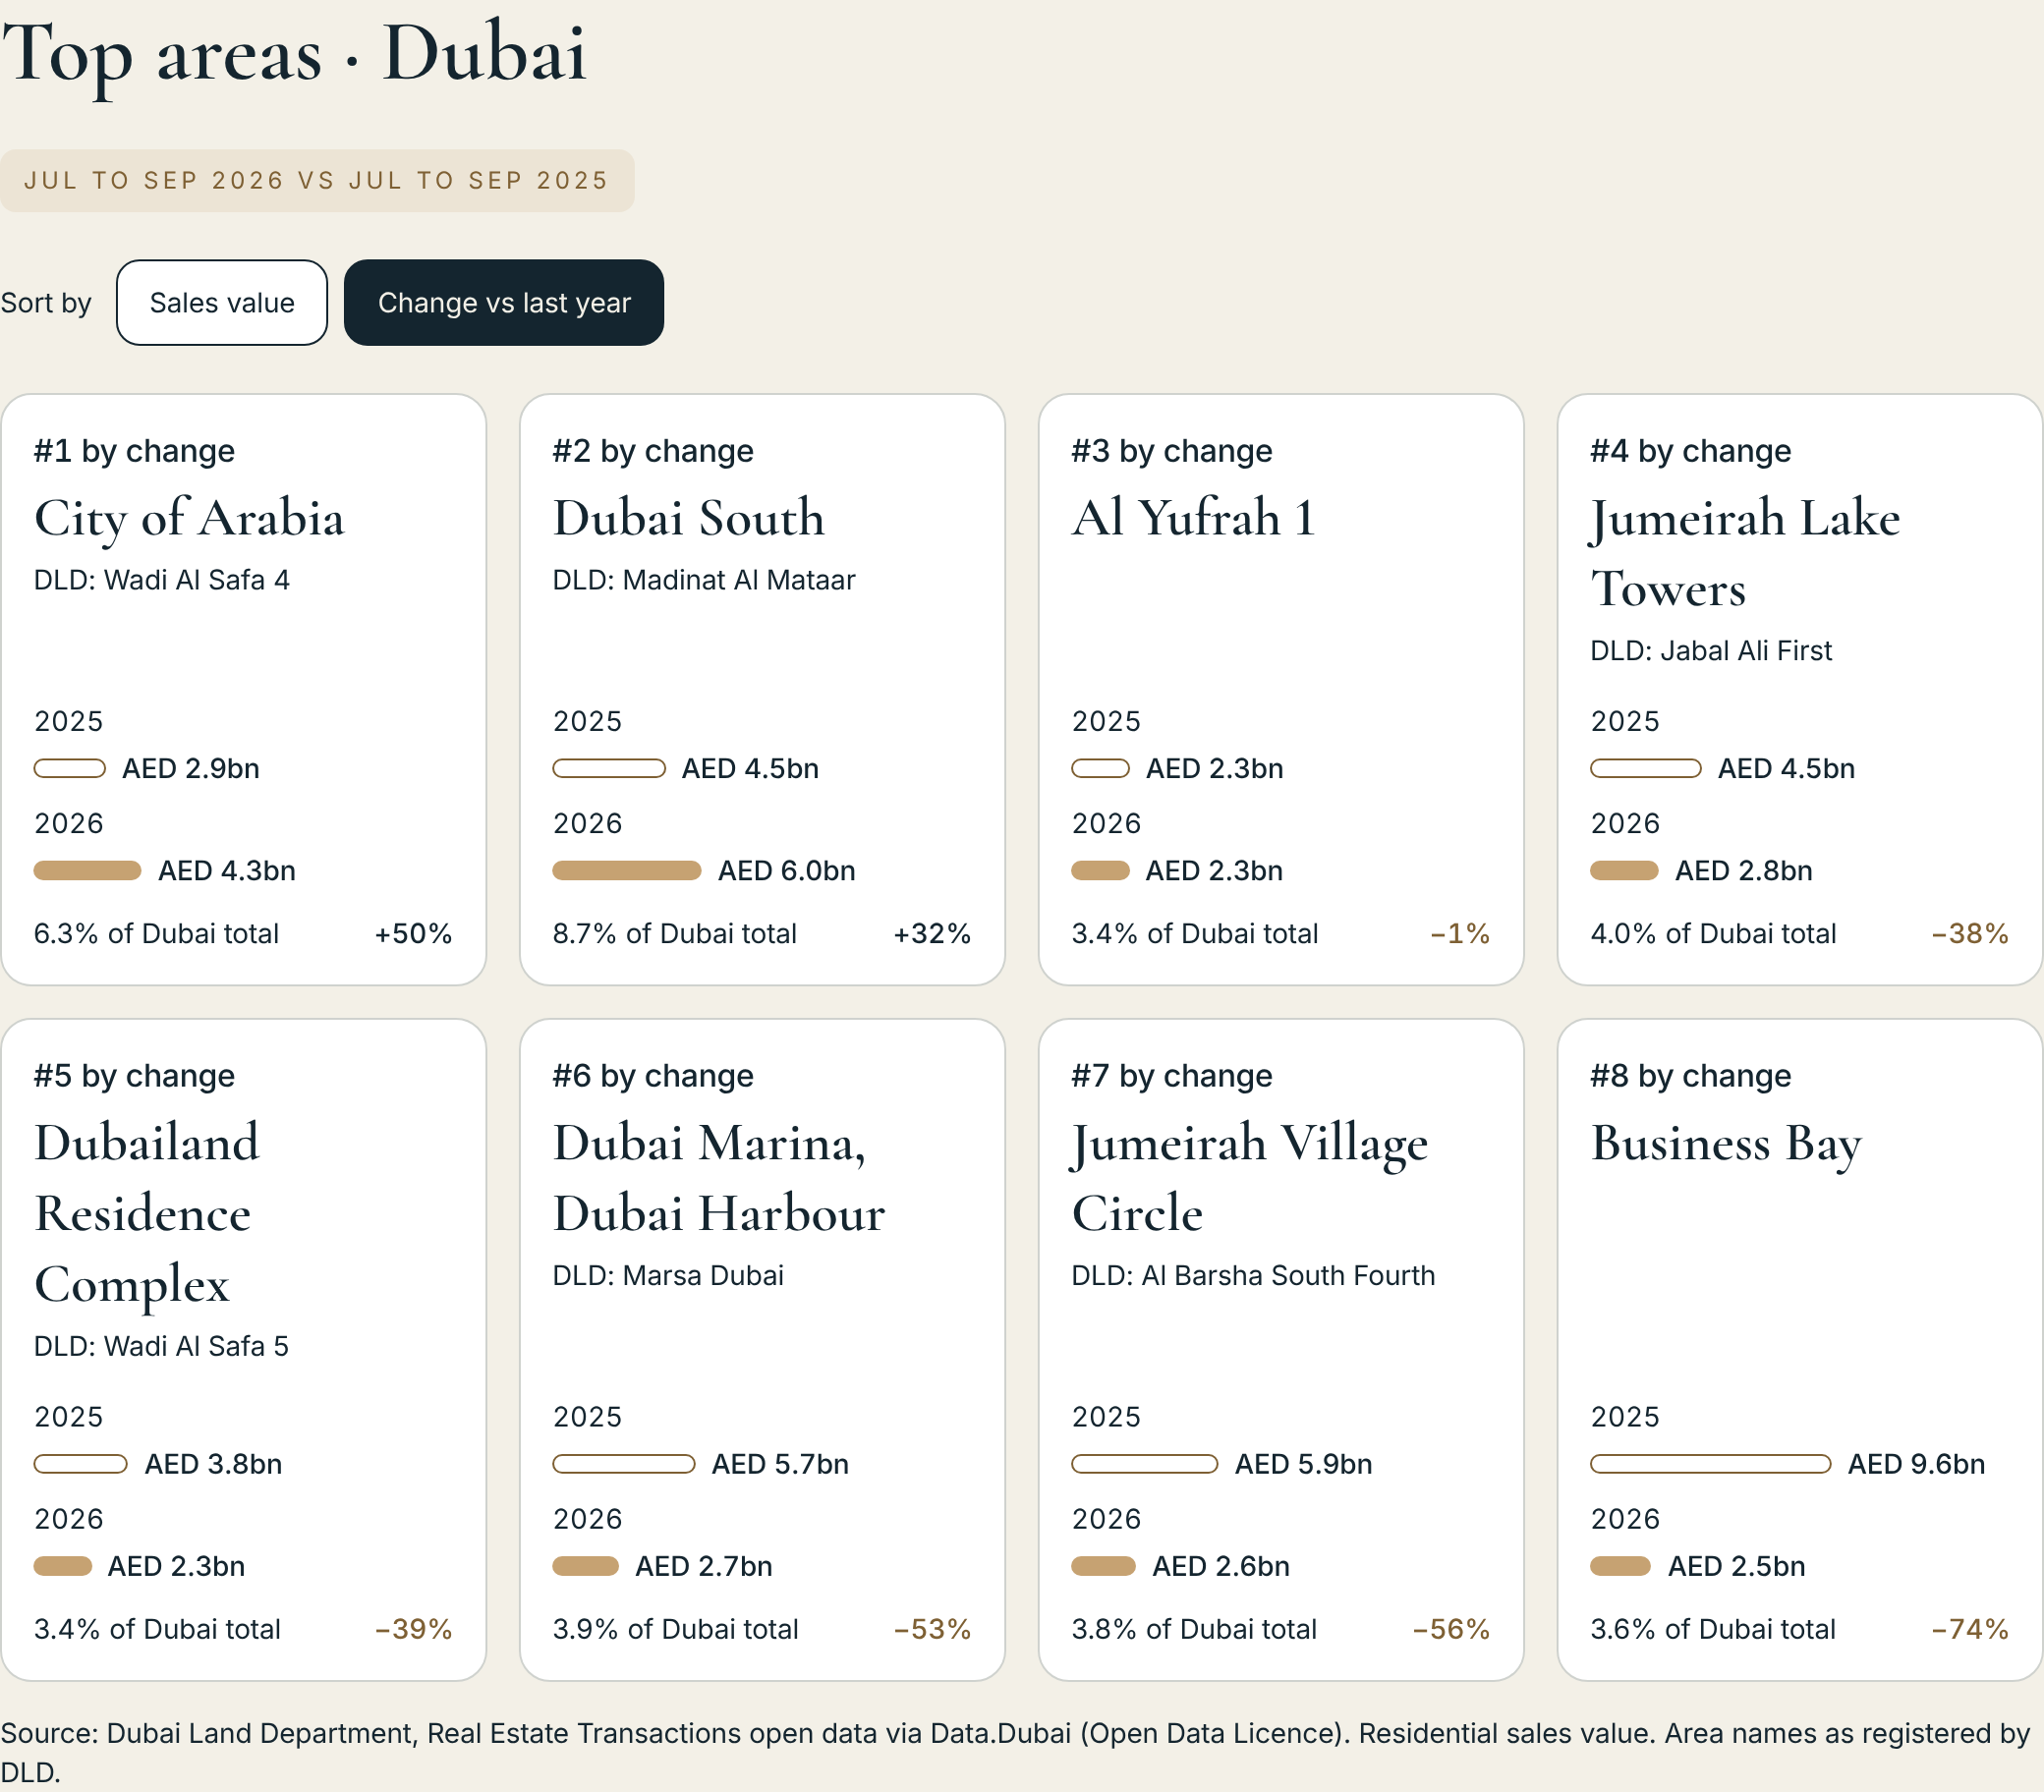 Top areas · Dubai
JUL TO SEP 2026 VS JUL TO SEP 2025
Sort by
Sales value
Change vs last year
#1 by change
City of Arabia
DLD: Wadi Al Safa 4
2025
AED 2.9bn
2026
AED 4.3bn
6.3% of Dubai total
+50%
#2 by change
Dubai South
DLD: Madinat Al Mataar
2025
AED 4.5bn
2026
AED 6.0bn
8.7% of Dubai total
+32%
#3 by change
Al Yufrah 1
2025
AED 2.3bn
2026
AED 2.3bn
3.4% of Dubai total
−1%
#4 by change
Jumeirah Lake
Towers
DLD: Jabal Ali First
2025
AED 4.5bn
2026
AED 2.8bn
4.0% of Dubai total
−38%
#5 by change
Dubailand
Residence
Complex
DLD: Wadi Al Safa 5
2025
AED 3.8bn
2026
AED 2.3bn
3.4% of Dubai total
−39%
#6 by change
Dubai Marina,
Dubai Harbour
DLD: Marsa Dubai
2025
AED 5.7bn
2026
AED 2.7bn
3.9% of Dubai total
−53%
#7 by change
Jumeirah Village
Circle
DLD: Al Barsha South Fourth
2025
AED 5.9bn
2026
AED 2.6bn
3.8% of Dubai total
−56%
#8 by change
Business Bay
2025
AED 9.6bn
2026
AED 2.5bn
3.6% of Dubai total
−74%
Source: Dubai Land Department, Real Estate Transactions open data via Data.Dubai (Open Data Licence). Residential sales value. Area names as registered by
DLD.